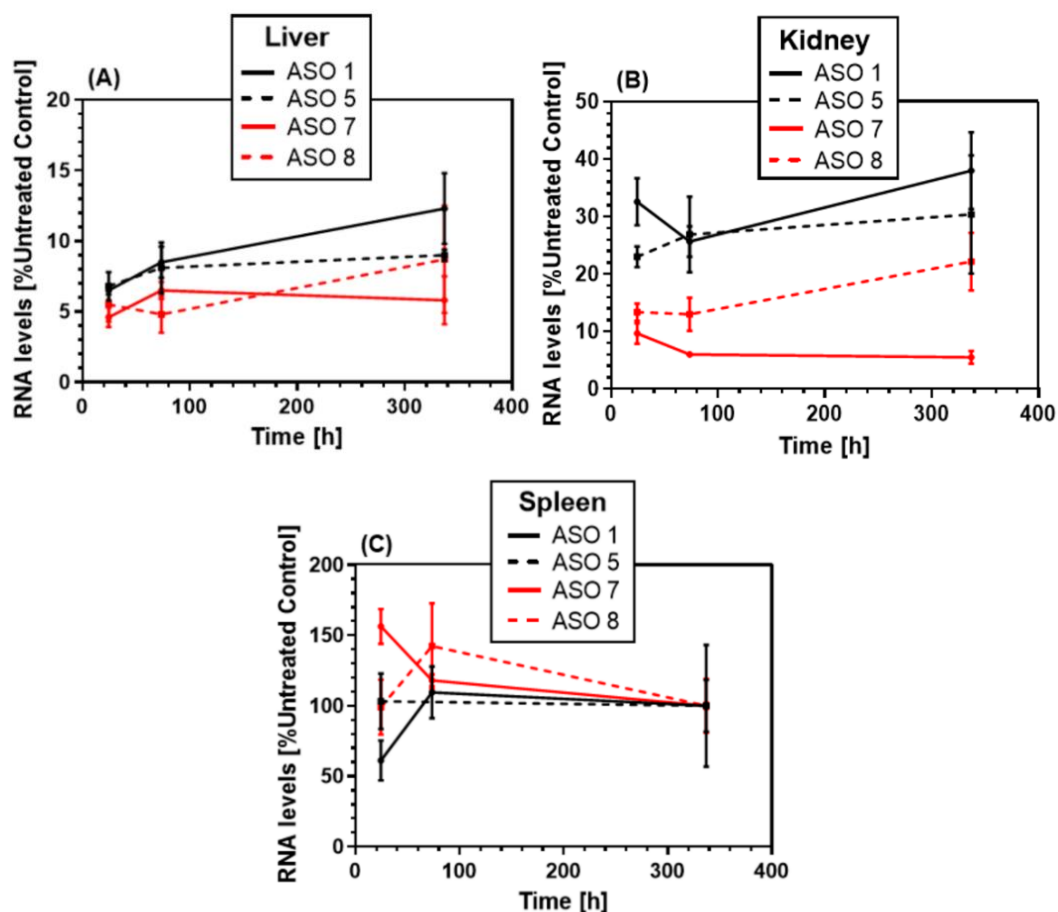 Liver
ASO 1
ASO 5
ASO 7
ASO 8
(A)
RNA levels [%Untreated Control]
20
15
10
5
0
0 100 200 300 400
Time [h]
Kidney
ASO 1
ASO 5
ASO 7
ASO 8
(B)
RNA levels [%Untreated Control]
50
40
30
20
10
0
0 100 200 300 400
Time [h]
Spleen
ASO 1
ASO 5
ASO 7
ASO 8
(C)
RNA levels [%Untreated Control]
200
150
100
50
0
0 100 200 300 400
Time [h]